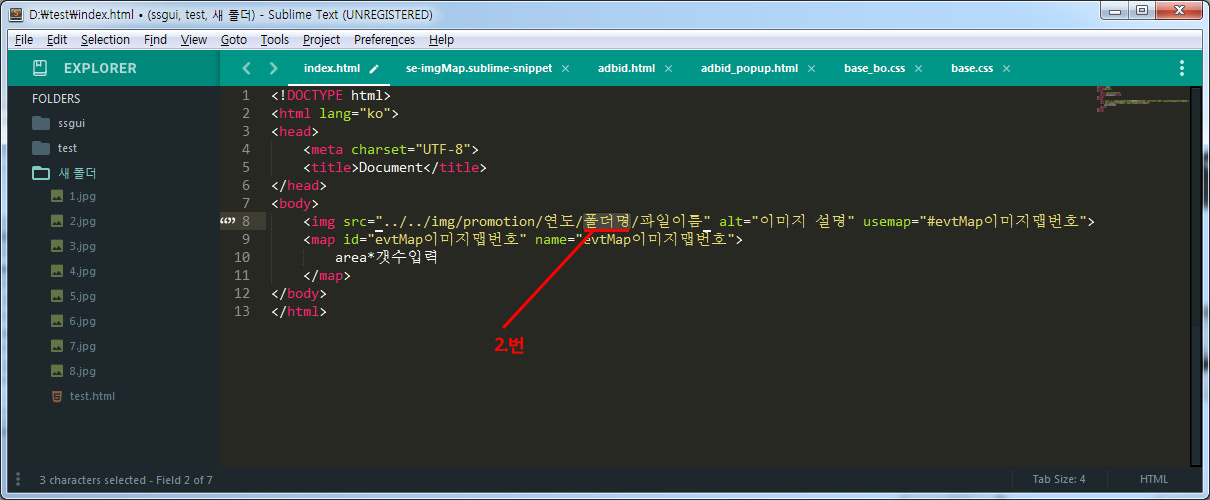 D:\test\index.html • (ssgui, test, 새 폴더) - Sublime Text (UNREGISTERED)
File Edit Selection Find View Goto Tools Project Preferences Help
EXPLORER
index.html se-imgMap.sublime-snippet adbid.html adbid_popup.html base_bo.css base.css
FOLDERS
ssgui
test
새 폴더
1.jpg
2.jpg
3.jpg
4.jpg
5.jpg
6.jpg
7.jpg
8.jpg
test.html
1 <!DOCTYPE html>
2 <html lang="ko">
3 <head>
4 <meta charset="UTF-8">
5 <title>Document</title>
6 </head>
7 <body>
8 <img src="../../img/promotion/연도/폴더명/파일이름" alt="이미지 설명" usemap="#evtMap이미지맵번호">
9 <map id="evtMap이미지맵번호" name="evtMap이미지맵번호">
10 area*갯수입력
11 </map>
12 </body>
13 </html>
2.번
3 characters selected - Field 2 of 7
Tab Size: 4
HTML